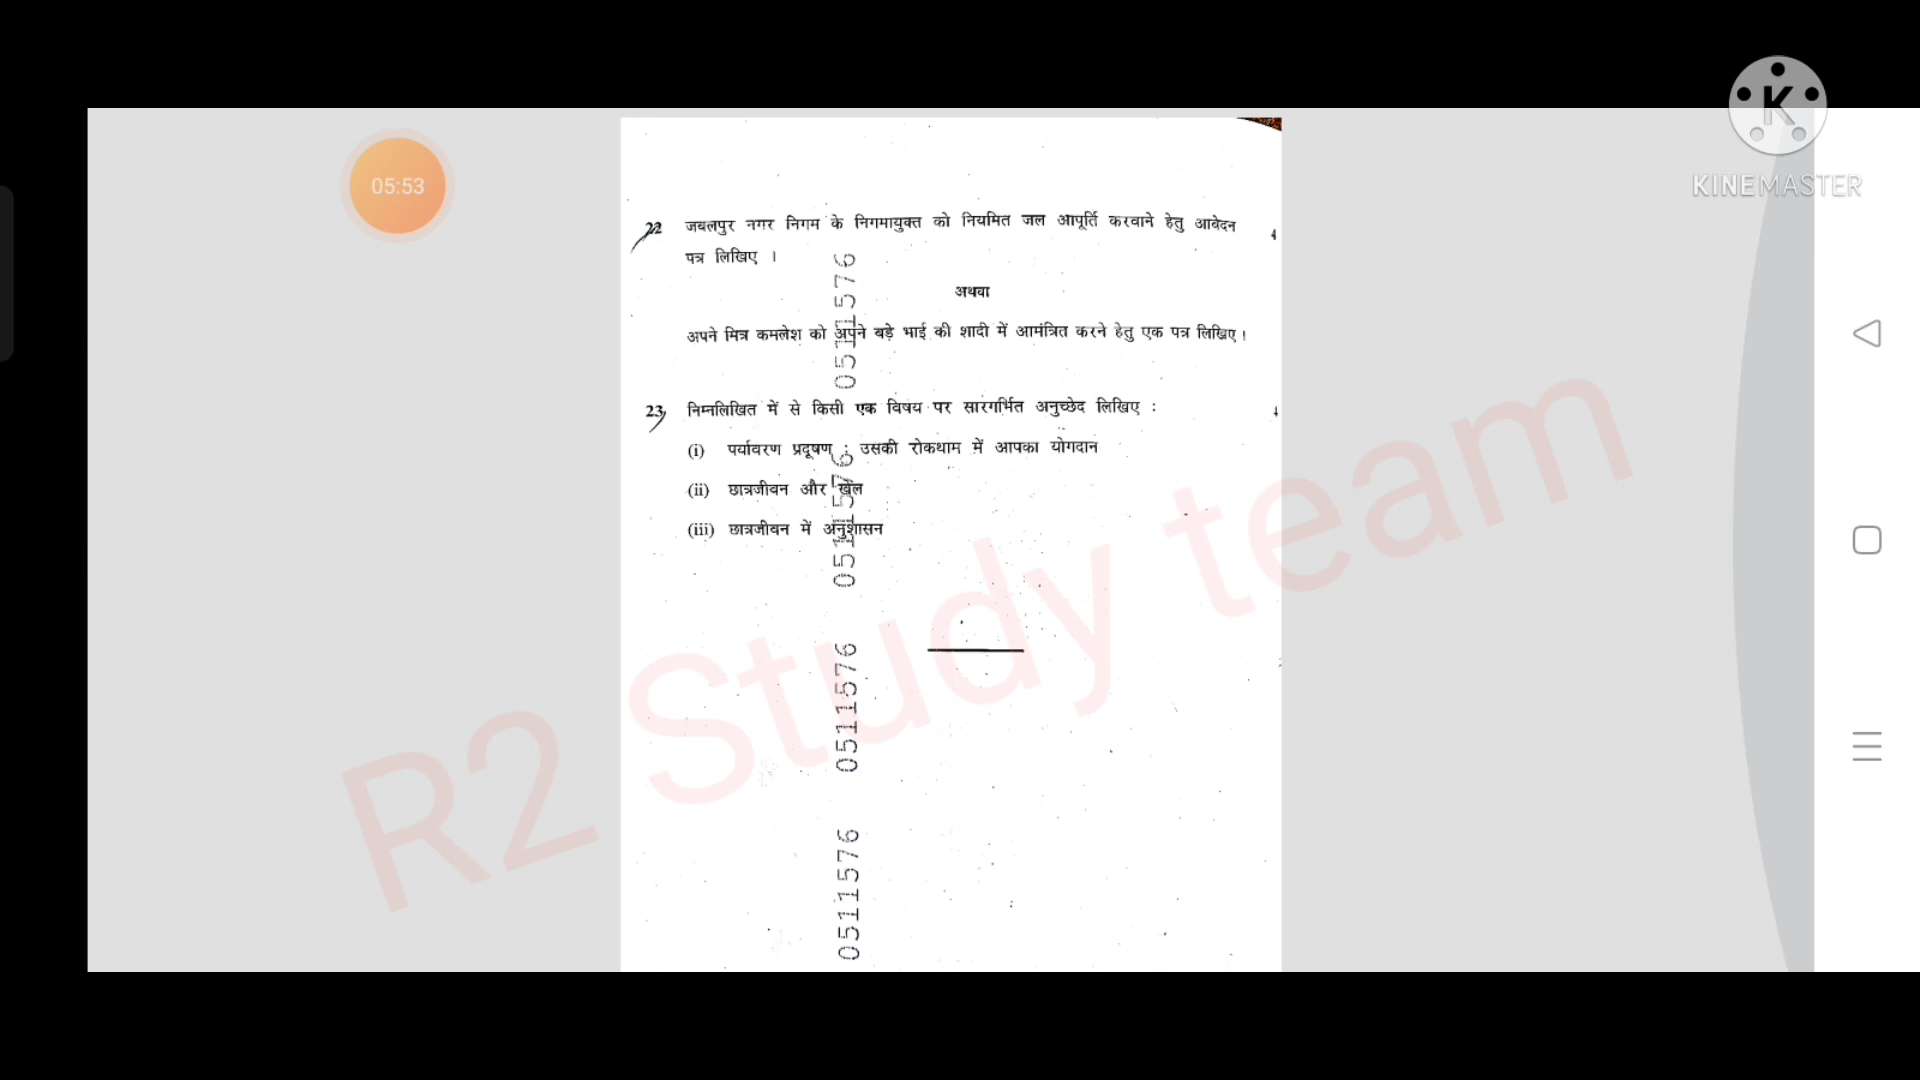 05:53
KINEMASTER
22 जबलपुर नगर निगम के निगमायुक्त को नियमित जल आपूर्ति करवाने हेतु आवेदन 4
पत्र लिखिए ।
अथवा
अपने मित्र कमलेश को अपने बड़े भाई की शादी में आमंत्रित करने हेतु एक पत्र लिखिए ।
23 निम्नलिखित में से किसी एक विषय पर सारगर्भित अनुच्छेद लिखिए : 4
(i) पर्यावरण प्रदूषण : उसकी रोकथाम में आपका योगदान
(ii) छात्रजीवन और खेल
(iii) छात्रजीवन में अनुशासन
0511576
0511576
0511576
0511576
R2 Study team